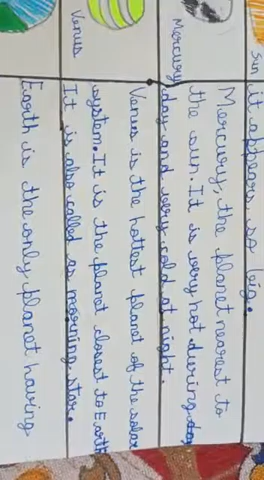 Sun
it appears so big.
Mercury
Mercury, the planet nearest to
the sun. It is very hot during day
day and very cold at night.
Venus
Venus is the hottest planet of the solar
system. It is the planet closest to Earth
It is also called as morning star.
Earth is the only planet having